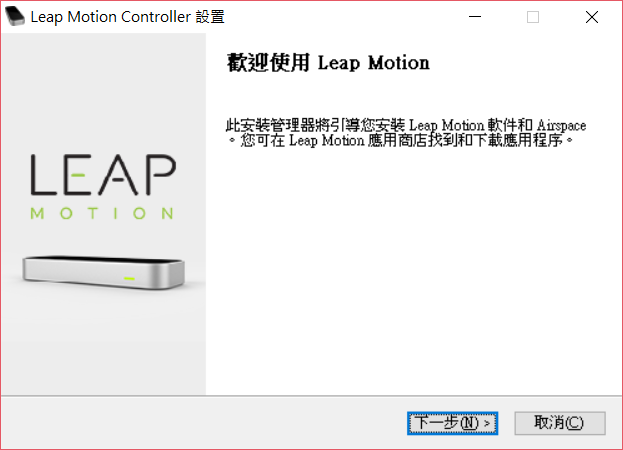 Leap Motion Controller 設置
歡迎使用 Leap Motion
此安裝管理器將引導您安裝 Leap Motion 軟件和 Airspace
。您可在 Leap Motion 應用商店找到和下載應用程序。
LEAP
MOTION
下一步(N) >
取消(C)